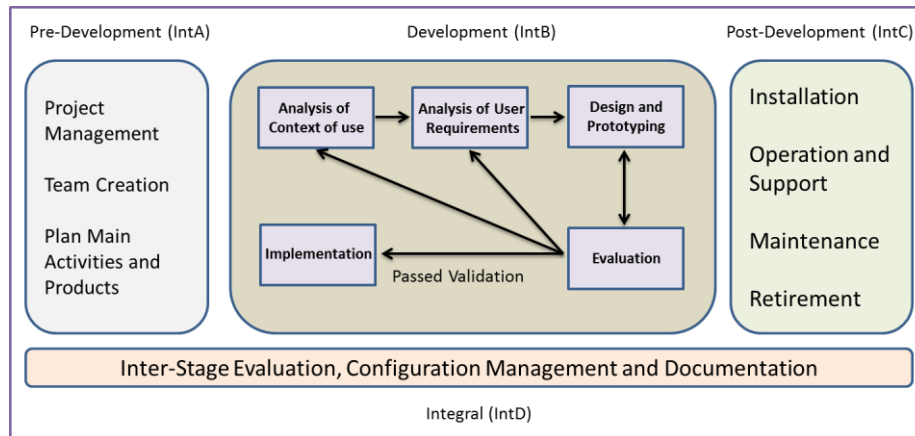 Pre-Development (IntA)
Development (IntB)
Post-Development (IntC)
Project
Management
Team Creation
Plan Main
Activities and
Products
Analysis of
Context of use
Analysis of User
Requirements
Design and
Prototyping
Implementation
Passed Validation
Evaluation
Installation
Operation and
Support
Maintenance
Retirement
Inter-Stage Evaluation, Configuration Management and Documentation
Integral (IntD)